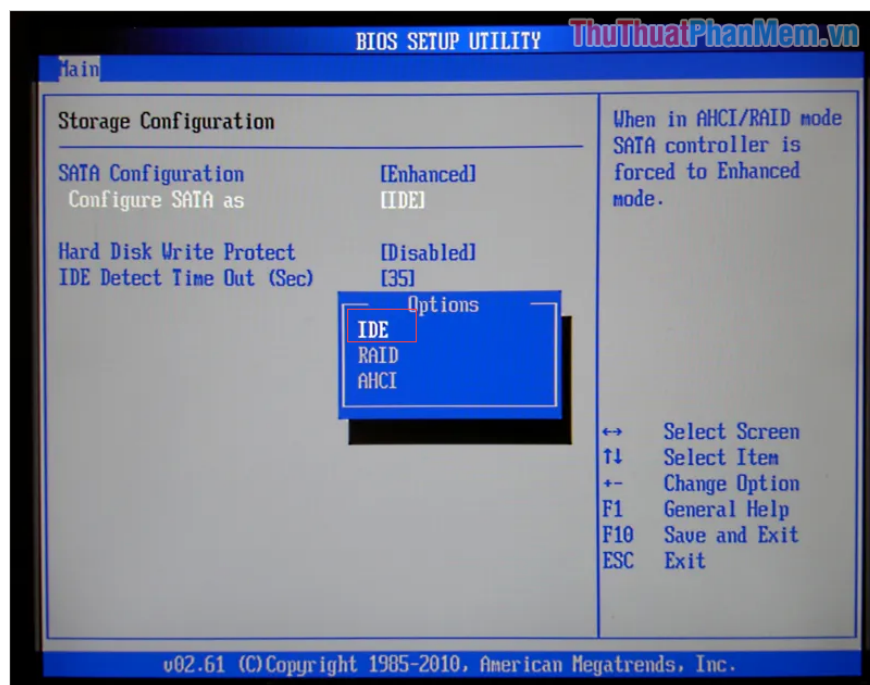 BIOS SETUP UTILITY
ThuThuatPhanMem.vn
Main
Storage Configuration
SATA Configuration [Enhanced]
Configure SATA as [IDE]
Hard Disk Write Protect [Disabled]
IDE Detect Time Out (Sec) [35]
Options
IDE
RAID
AHCI
When in AHCI/RAID mode
SATA controller is
forced to Enhanced
mode.
↔ Select Screen
↑↓ Select Item
+- Change Option
F1 General Help
F10 Save and Exit
ESC Exit
v02.61 (C)Copyright 1985-2010, American Megatrends, Inc.